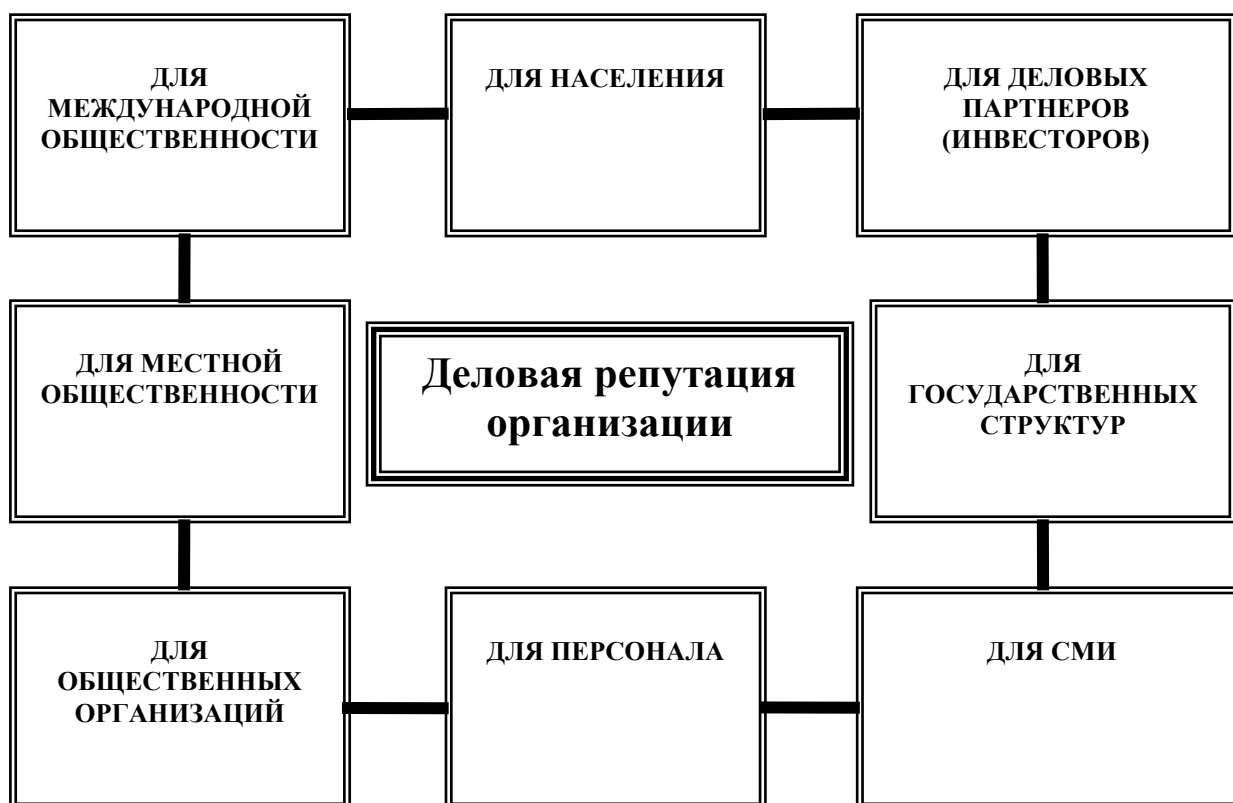 ДЛЯ
МЕЖДУНАРОДНОЙ
ОБЩЕСТВЕННОСТИ
ДЛЯ НАСЕЛЕНИЯ
ДЛЯ ДЕЛОВЫХ
ПАРТНЕРОВ
(ИНВЕСТОРОВ)
ДЛЯ МЕСТНОЙ
ОБЩЕСТВЕННОСТИ
Деловая репутация
организации
ДЛЯ
ГОСУДАРСТВЕННЫХ
СТРУКТУР
ДЛЯ
ОБЩЕСТВЕННЫХ
ОРГАНИЗАЦИЙ
ДЛЯ ПЕРСОНАЛА
ДЛЯ СМИ